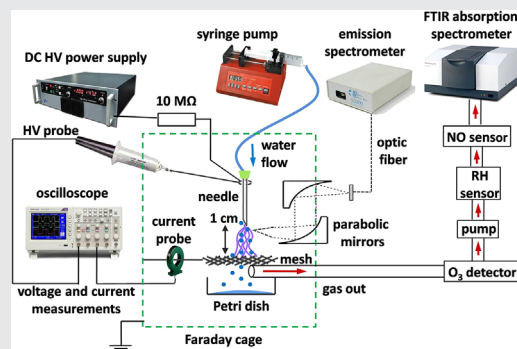 FTIR absorption
spectrometer
syringe pump
emission
spectrometer
DC HV power supply
10 MΩ
HV probe
water
flow
optic
fiber
NO sensor
needle
RH
sensor
oscilloscope
current
probe
1 cm
parabolic
mirrors
pump
mesh
voltage and current
measurements
Petri dish
gas out
O₃ detector
Faraday cage